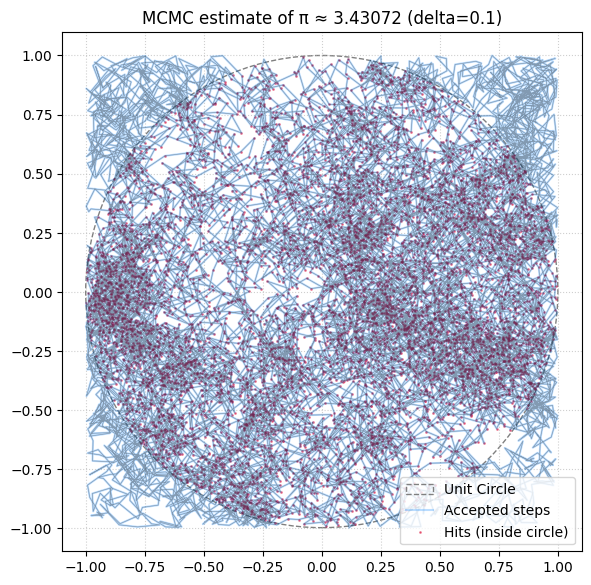 MCMC estimate of π ≈ 3.43072 (delta=0.1)
1.00
0.75
0.50
0.25
0.00
−0.25
−0.50
−0.75
−1.00
Unit Circle
Accepted steps
Hits (inside circle)
−1.00 −0.75 −0.50 −0.25 0.00 0.25 0.50 0.75 1.00